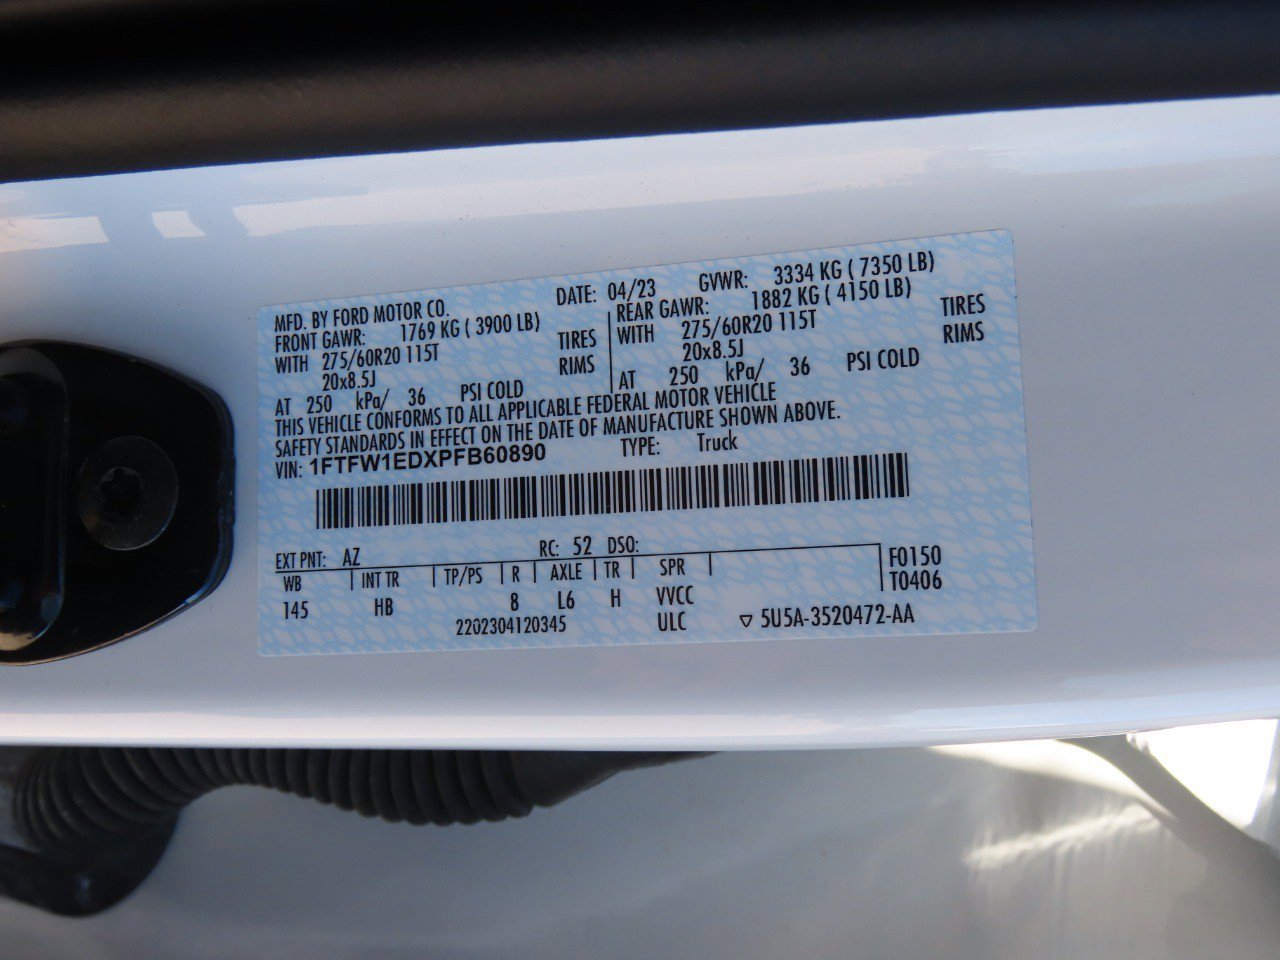 MFD. BY FORD MOTOR CO. DATE: 04/23 GVWR: 3334 KG ( 7350 LB)
FRONT GAWR: 1769 KG ( 3900 LB)
WITH 275/60R20 115T TIRES
20x8.5J RIMS
AT 250 kPa/ 36 PSI COLD
REAR GAWR: 1882 KG ( 4150 LB)
WITH 275/60R20 115T TIRES
20x8.5J RIMS
AT 250 kPa/ 36 PSI COLD
THIS VEHICLE CONFORMS TO ALL APPLICABLE FEDERAL MOTOR VEHICLE
SAFETY STANDARDS IN EFFECT ON THE DATE OF MANUFACTURE SHOWN ABOVE.
VIN: 1FTFW1EDXPFB60890 TYPE: Truck
EXT PNT: AZ RC: 52 DSO:
WB INT TR TP/PS R AXLE TR SPR F0150
145 HB 8 L6 H VVCC T0406
2202304120345 ULC ▽ 5U5A-3520472-AA